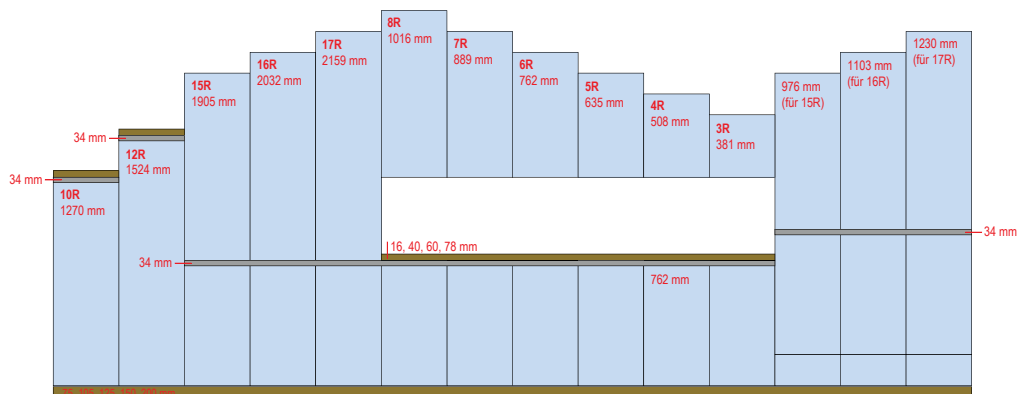 8R
1016 mm
17R
2159 mm
7R
889 mm
1230 mm
(für 17R)
16R
2032 mm
6R
762 mm
1103 mm
(für 16R)
15R
1905 mm
5R
635 mm
976 mm
(für 15R)
4R
508 mm
3R
381 mm
34 mm
12R
1524 mm
34 mm
10R
1270 mm
34 mm
16, 40, 60, 78 mm
34 mm
762 mm